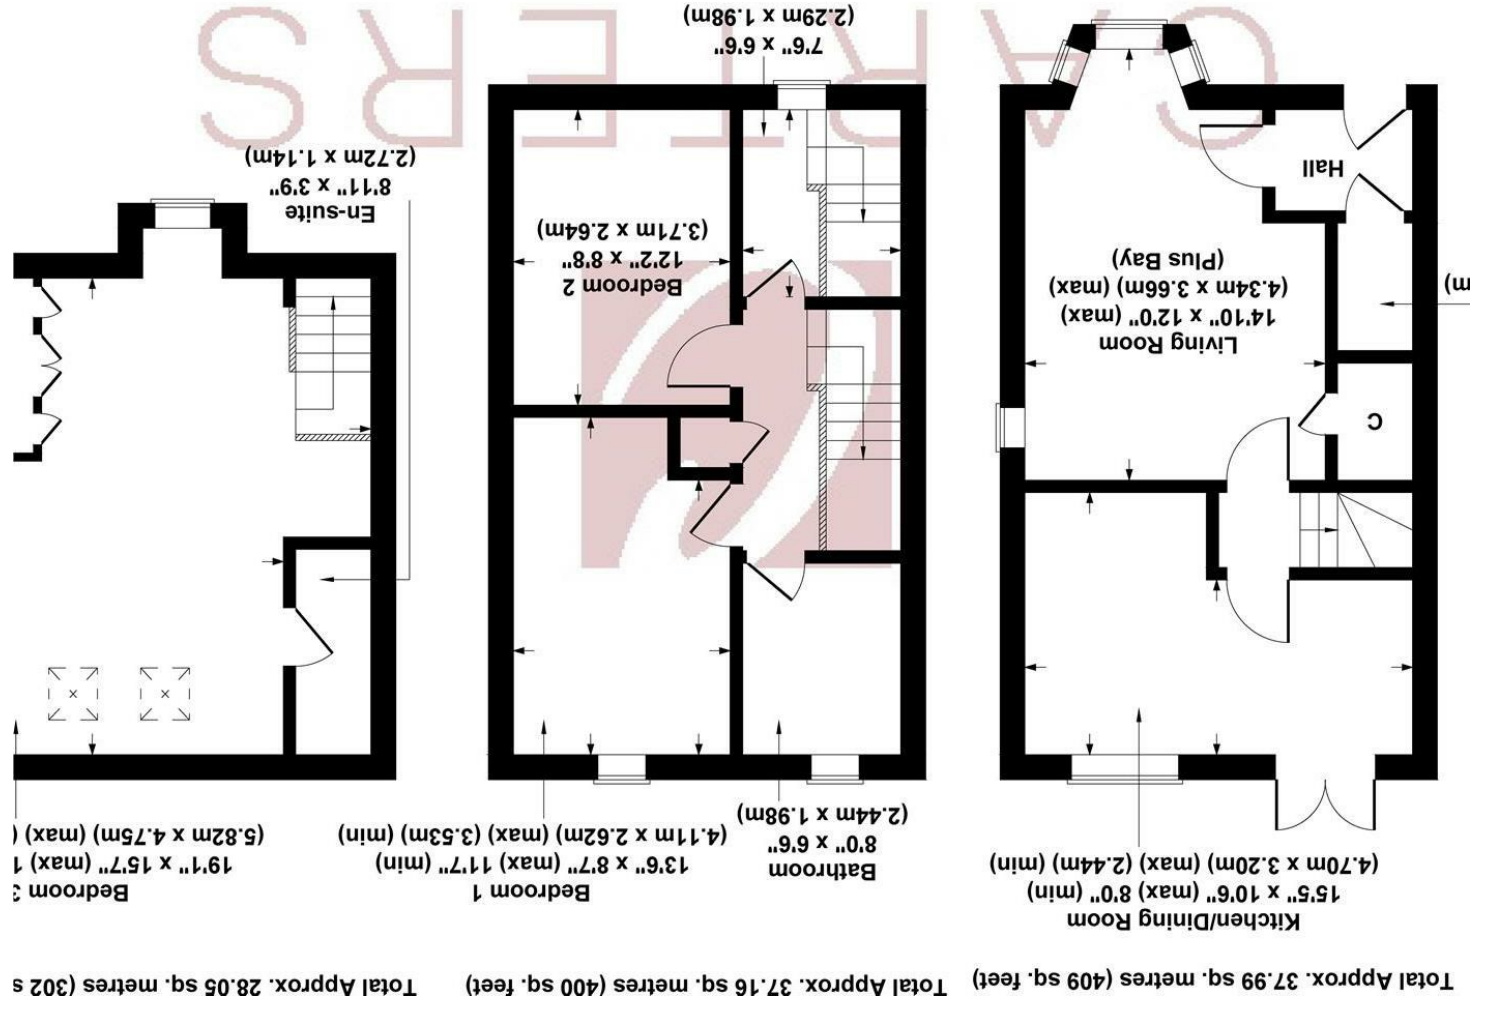 Total Approx. 37.99 sq. metres (409 sq. feet)
Kitchen/Dining Room
15'5" x 10'6" (max) 8'0" (min)
(4.70m x 3.20m) (max) (2.44m) (min)
C
Living Room
14'10" x 12'0" (max)
(4.34m x 3.66m) (max)
(Plus Bay)
m)
Hall
Total Approx. 37.16 sq. metres (400 sq. feet)
Bathroom
8'0" x 6'6"
(2.44m x 1.98m)
Bedroom 1
13'6" x 8'7" (max) 11'7" (min)
(4.11m x 2.62m) (max) (3.53m) (min)
Bedroom 2
12'2" x 8'8"
(3.71m x 2.64m)
7'6" x 6'6"
(2.29m x 1.98m)
Total Approx. 28.05 sq. metres (302 s
Bedroom 3
19'1" x 15'7" (max) 1
(5.82m x 4.75m) (max) (
En-suite
8'11" x 3'9"
(2.72m x 1.14m)
CARTERS